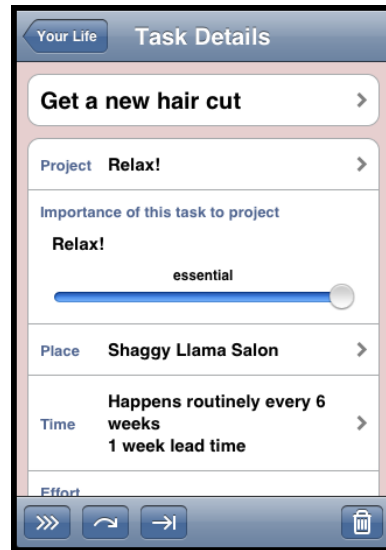 Your Life
Task Details
Get a new hair cut
Project Relax!
Importance of this task to project
Relax!
essential
Place Shaggy Llama Salon
Happens routinely every 6
Time weeks
1 week lead time
Effort